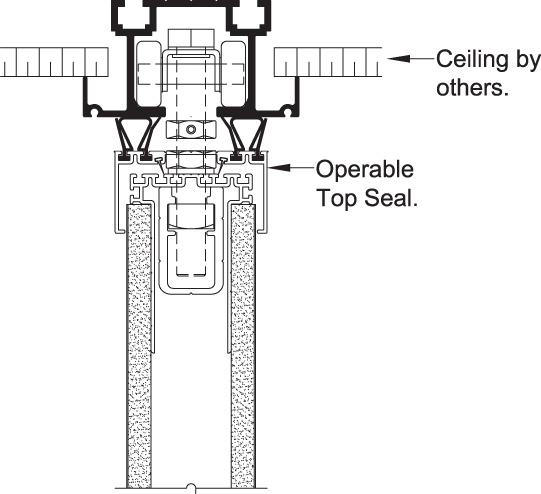 Ceiling by
others.
Operable
Top Seal.